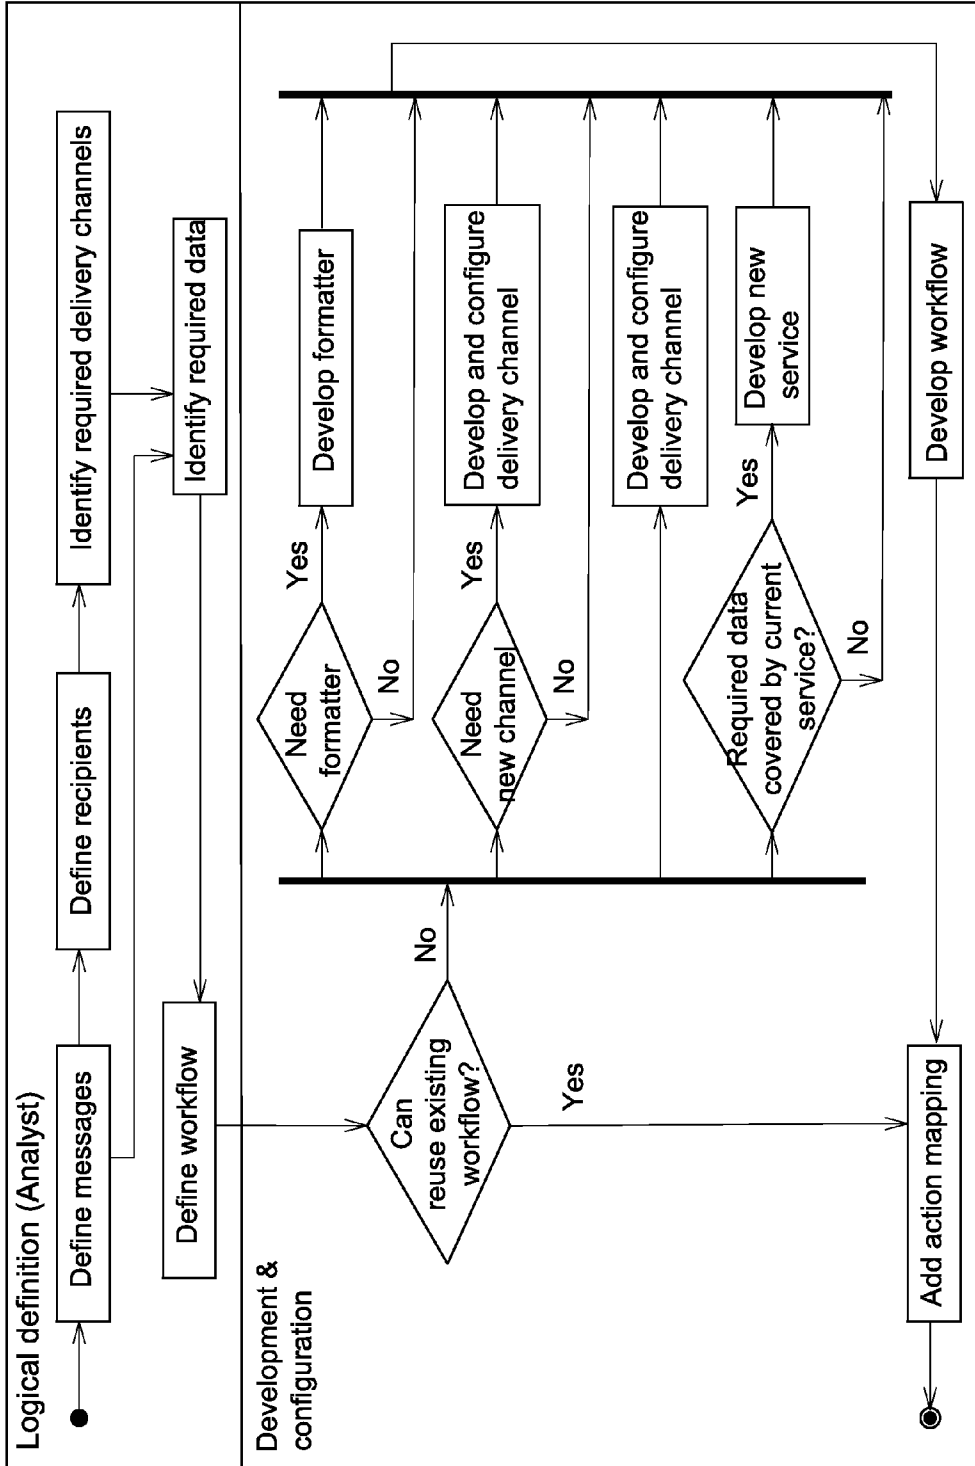 Logical definition (Analyst)
Define messages
Define recipients
Identify required delivery channels
Define workflow
Identify required data
Development &
configuration
Can
reuse existing
workflow?
No
Yes
Need
formatter
Yes
No
Develop formatter
Need
new channel
Yes
No
Develop and configure
delivery channel
Develop and configure
delivery channel
Required data
covered by current
service?
Yes
No
Develop new
service
Add action mapping
Develop workflow